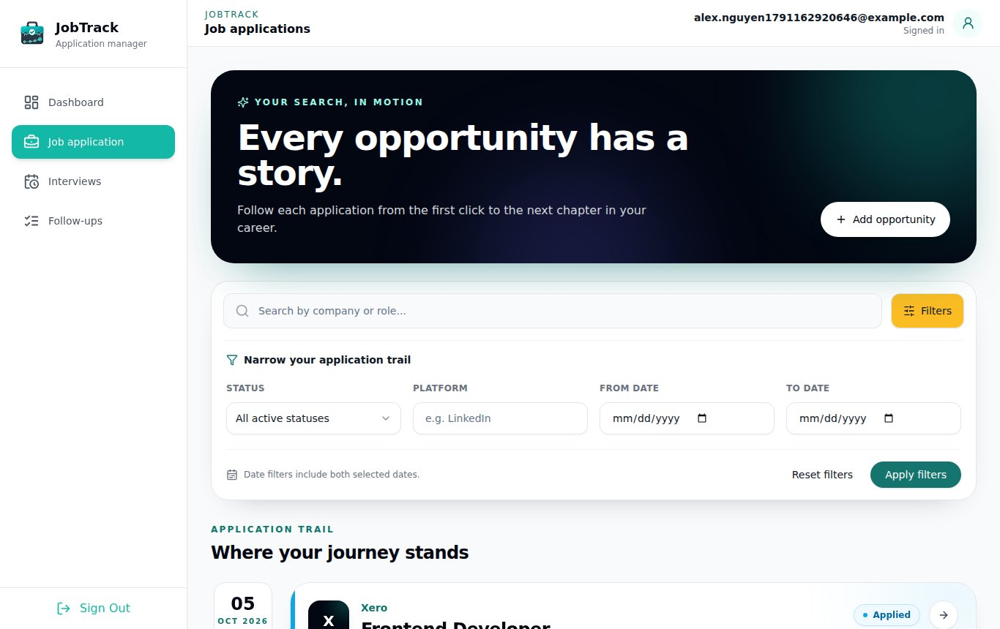 JobTrack
Application manager
Dashboard
Job application
Interviews
Follow-ups
Sign Out
JOBTRACK
Job applications
alex.nguyen1791162920646@example.com
Signed in
YOUR SEARCH, IN MOTION
Every opportunity has a
story.
Follow each application from the first click to the next chapter in your
career.
Add opportunity
Search by company or role...
Filters
Narrow your application trail
STATUS
PLATFORM
FROM DATE
TO DATE
All active statuses
e.g. LinkedIn
mm/dd/yyyy
mm/dd/yyyy
Date filters include both selected dates.
Reset filters
Apply filters
APPLICATION TRAIL
Where your journey stands
05
OCT 2026
X
Xero
Frontend Developer
Applied